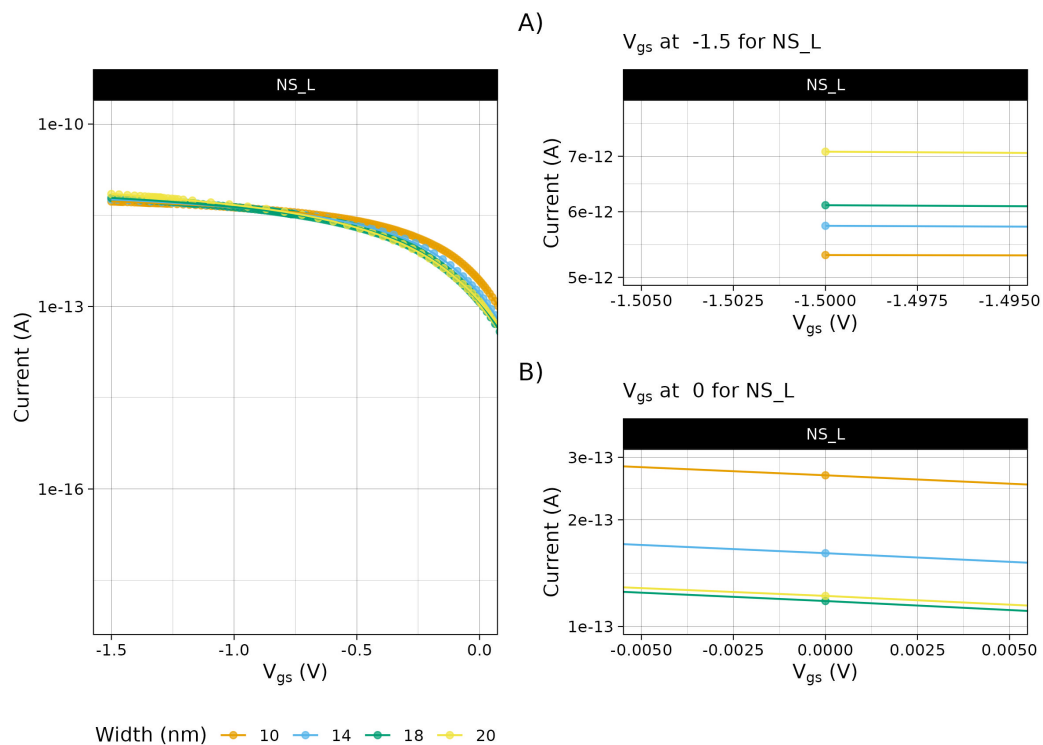 NS_L
1e-10
1e-13
1e-16
Current (A)
-1.5 -1.0 -0.5 0.0
Vgs (V)
A)
Vgs at -1.5 for NS_L
NS_L
7e-12
6e-12
5e-12
Current (A)
-1.5050 -1.5025 -1.5000 -1.4975 -1.4950
Vgs (V)
B)
Vgs at 0 for NS_L
NS_L
3e-13
2e-13
1e-13
Current (A)
-0.0050 -0.0025 0.0000 0.0025 0.0050
Vgs (V)
Width (nm) 10 14 18 20